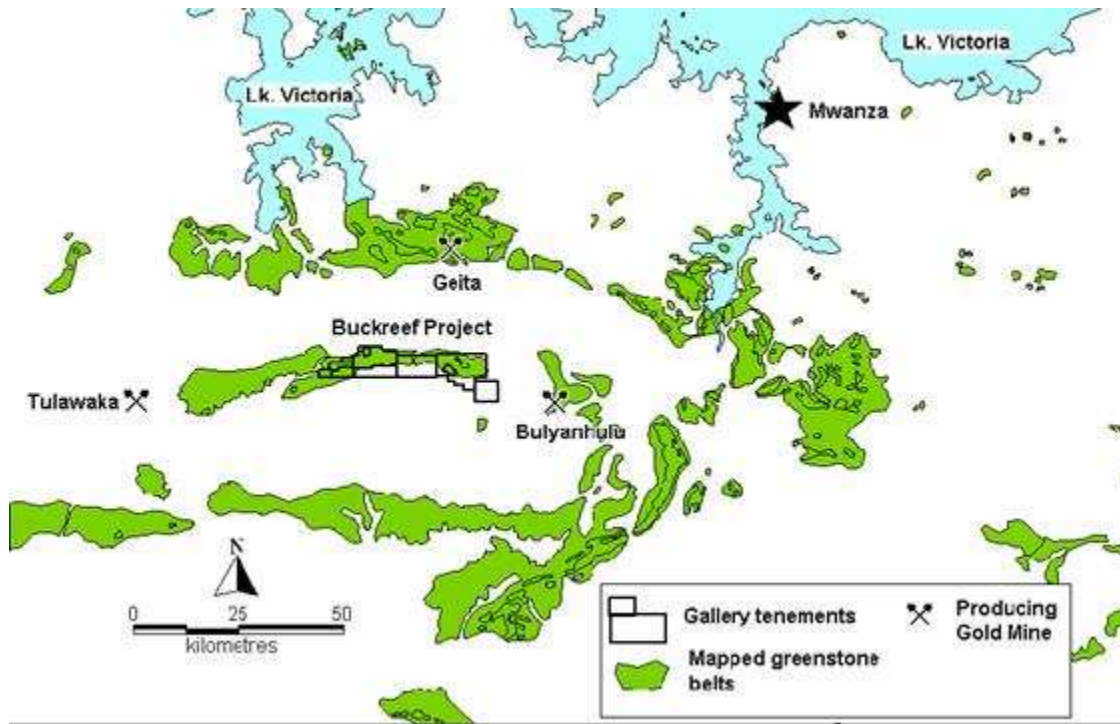 Lk. Victoria
Lk. Victoria
Mwanza
Geita
Buckreef Project
Tulawaka
Bulyanhulu
N
0 25 50
kilometres
Gallery tenements
Producing
Gold Mine
Mapped greenstone
belts